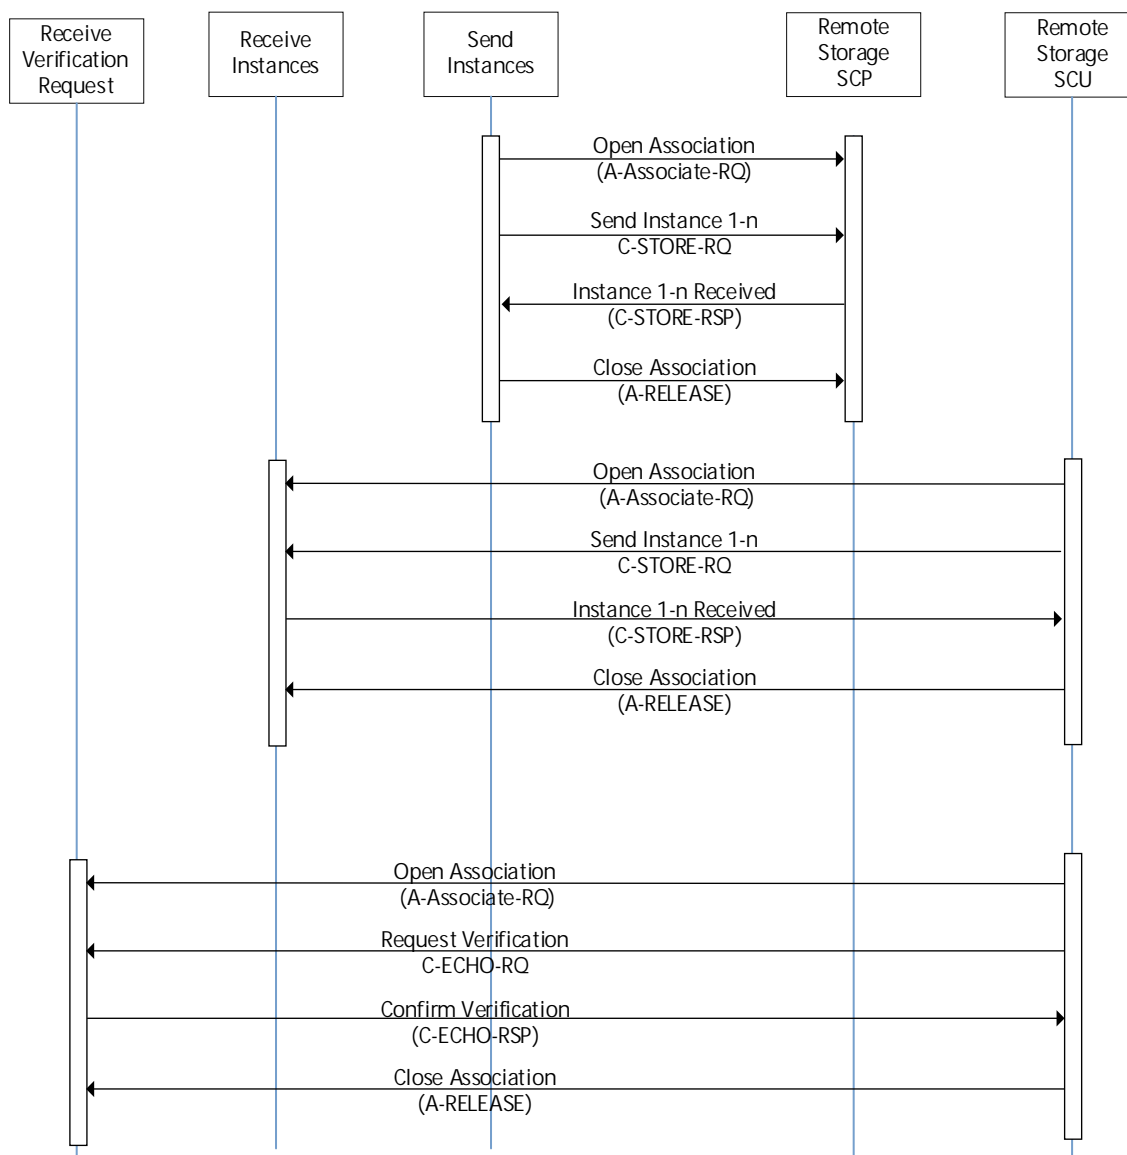 Receive
Verification
Request
Receive
Instances
Send
Instances
Remote
Storage
SCP
Remote
Storage
SCU
Open Association
(A-Associate-RQ)
Send Instance 1-n
C-STORE-RQ
Instance 1-n Received
(C-STORE-RSP)
Close Association
(A-RELEASE)
Open Association
(A-Associate-RQ)
Send Instance 1-n
C-STORE-RQ
Instance 1-n Received
(C-STORE-RSP)
Close Association
(A-RELEASE)
Open Association
(A-Associate-RQ)
Request Verification
C-ECHO-RQ
Confirm Verification
(C-ECHO-RSP)
Close Association
(A-RELEASE)